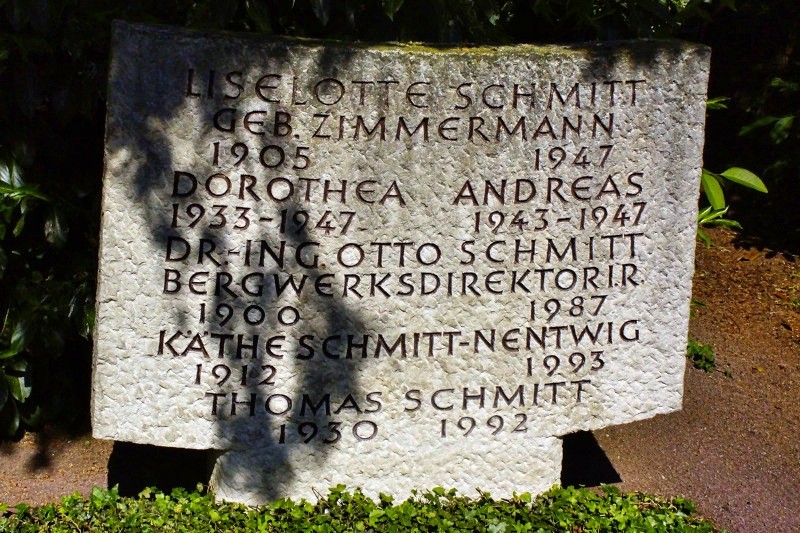 LISELOTTE SCHMITT
GEB. ZIMMERMANN
1905 1947
DOROTHEA ANDREAS
1933-1947 1943-1947
DR.-ING. OTTO SCHMITT
BERGWERKSDIREKTOR I.R.
1900 1987
KÄTHE SCHMITT-NENTWIG
1912 1993
THOMAS SCHMITT
1930 1992